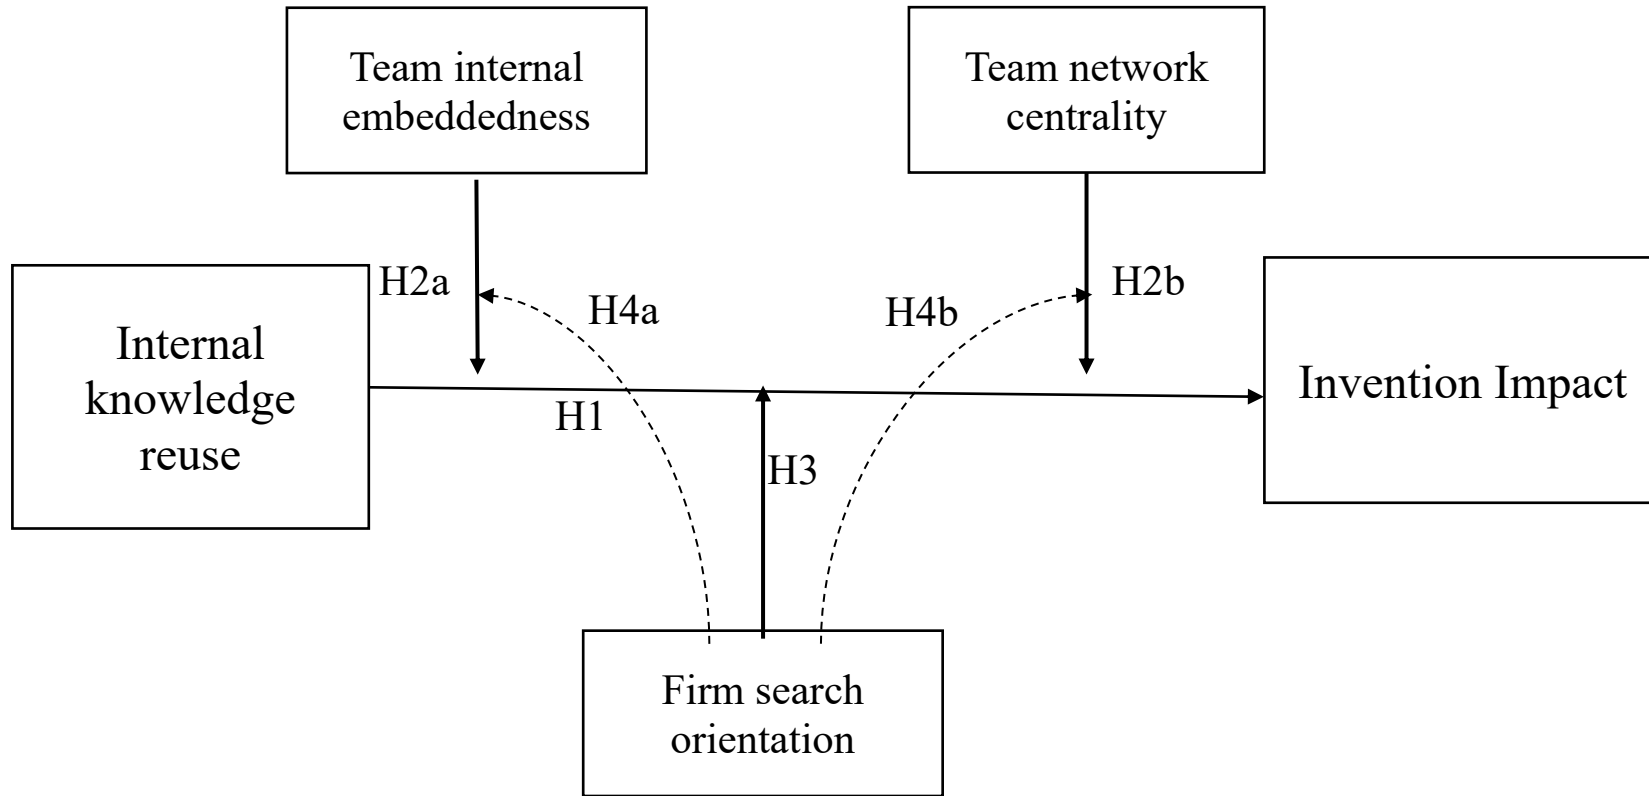 Team internal
embeddedness
Team network
centrality
H2a
H4a
H4b
H2b
Internal
knowledge
reuse
H1
H3
Invention Impact
Firm search
orientation